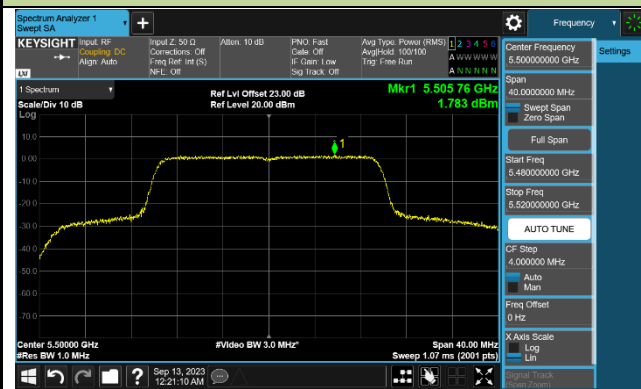 Spectrum Analyzer 1
Swept SA
+
Frequency
KEYSIGHT
Input: RF
Coupling: DC
Align: Auto
Input Z: 50 Ω
Corrections: Off
Freq Ref: Int (S)
NFE: Off
Atten: 10 dB
PNO: Fast
Gate: Off
IF Gain: Low
Sig Track: Off
Avg Type: Power (RMS)
Avg|Hold: 100/100
Trig: Free Run
1 2 3 4 5 6
A W W W W W
A N N N N N
LXI
1 Spectrum
Scale/Div 10 dB
Log
Ref Lvl Offset 23.00 dB
Ref Level 20.00 dBm
Mkr1 5.505 76 GHz
1.783 dBm
10.0
0.00
-10.0
-20.0
-30.0
-40.0
-50.0
-60.0
-70.0
1
Center 5.50000 GHz
#Res BW 1.0 MHz
#Video BW 3.0 MHz*
Span 40.00 MHz
Sweep 1.07 ms (2001 pts)
Sep 13, 2023
12:21:10 AM
?
Center Frequency
5.500000000 GHz
Settings
Span
40.0000000 MHz
Swept Span
Zero Span
Full Span
Start Freq
5.480000000 GHz
Stop Freq
5.520000000 GHz
AUTO TUNE
CF Step
4.000000 MHz
Auto
Man
Freq Offset
0 Hz
X Axis Scale
Log
Lin
Signal Track
(Span Zoom)